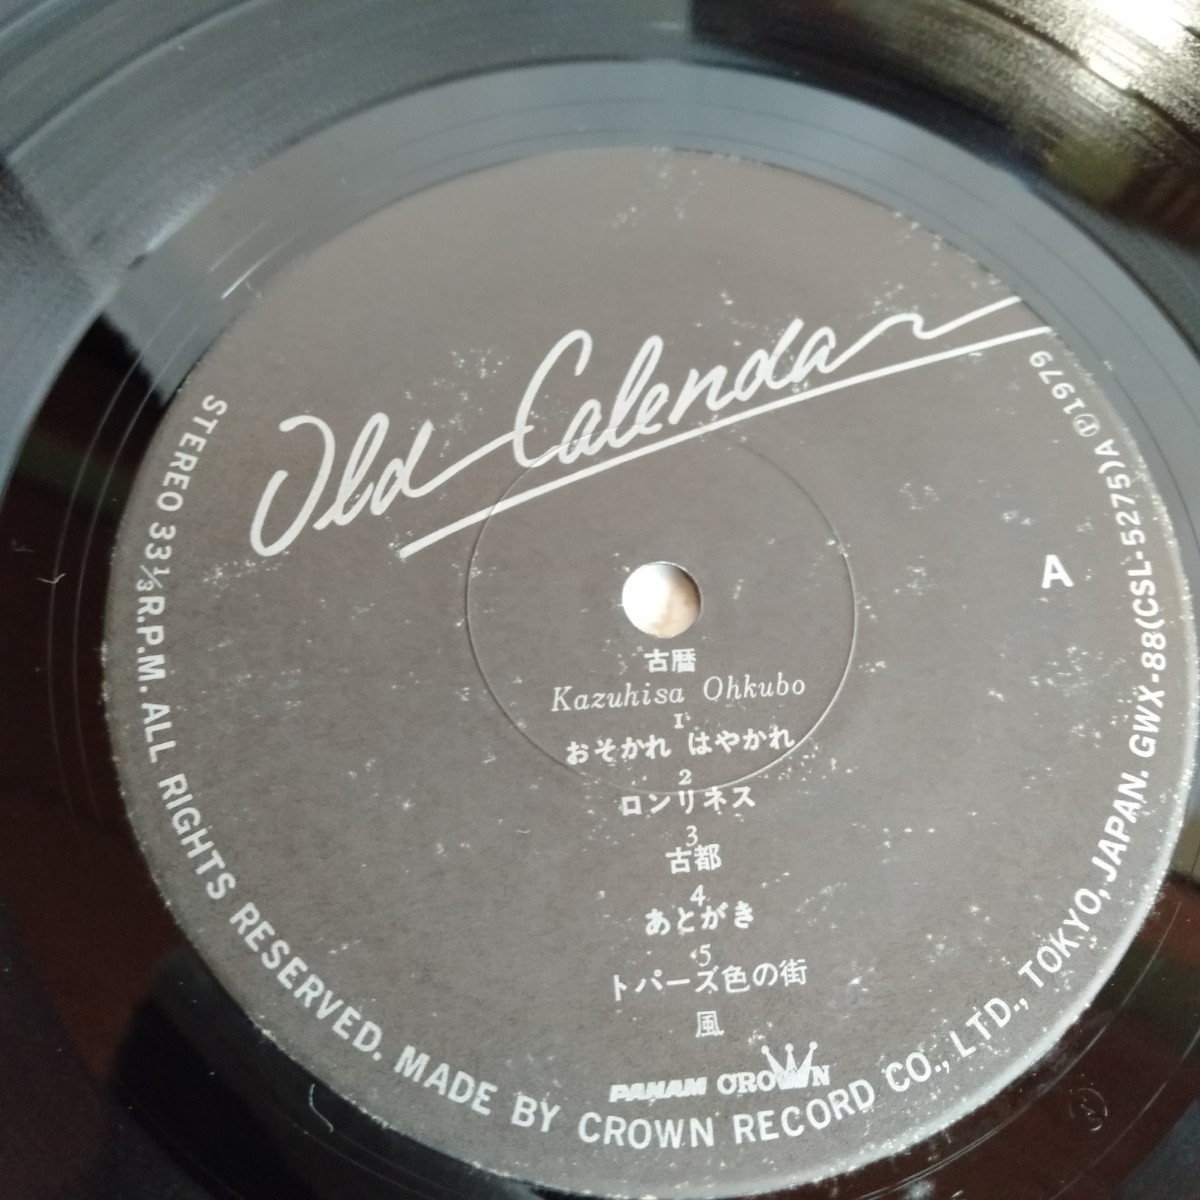 Old Calendar
A
古暦
Kazuhisa Ohkubo
1
おそかれ はやかれ
2
ロンリネス
3
古都
4
あとがき
5
トパーズ色の街
風
PANAM CROWN
STEREO 33⅓R.P.M. ALL RIGHTS RESERVED. MADE BY CROWN RECORD CO., LTD., TOKYO, JAPAN. GWX-88(CSL-5275)A Ⓟ1979